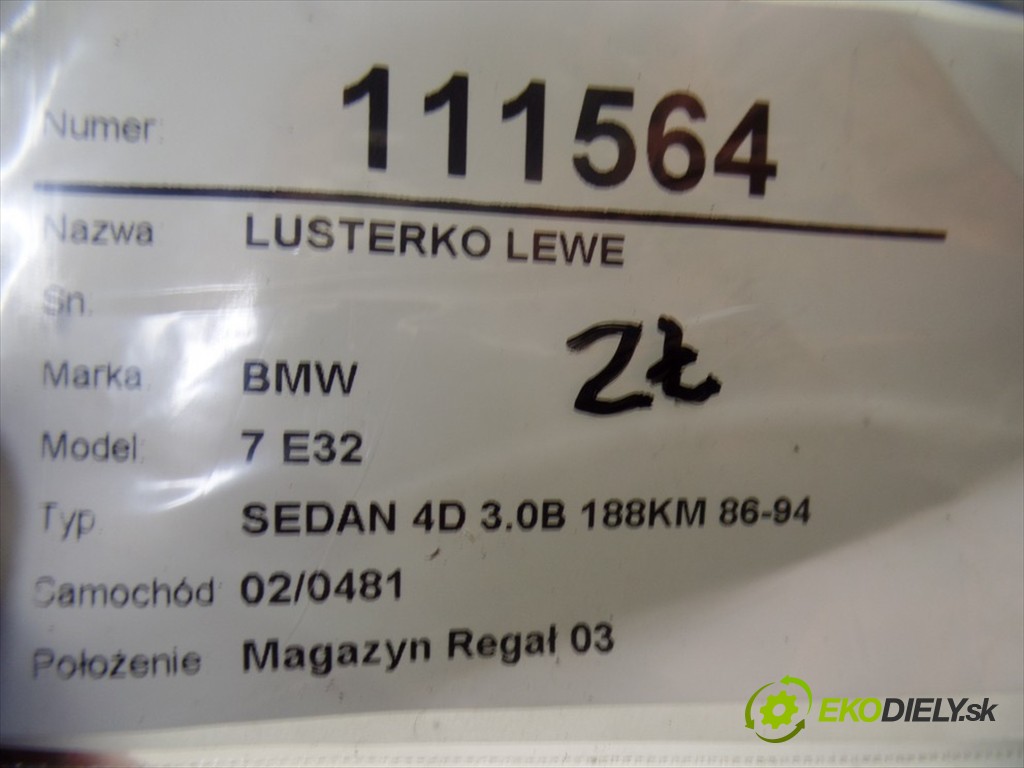 Numer: 111564
Nazwa LUSTERKO LEWE
Sn.
Marka BMW
ZŁ
Model: 7 E32
Typ. SEDAN 4D 3.0B 188KM 86-94
Samochód 02/0481
Położenie Magazyn Regał 03
EKODIELY.sk